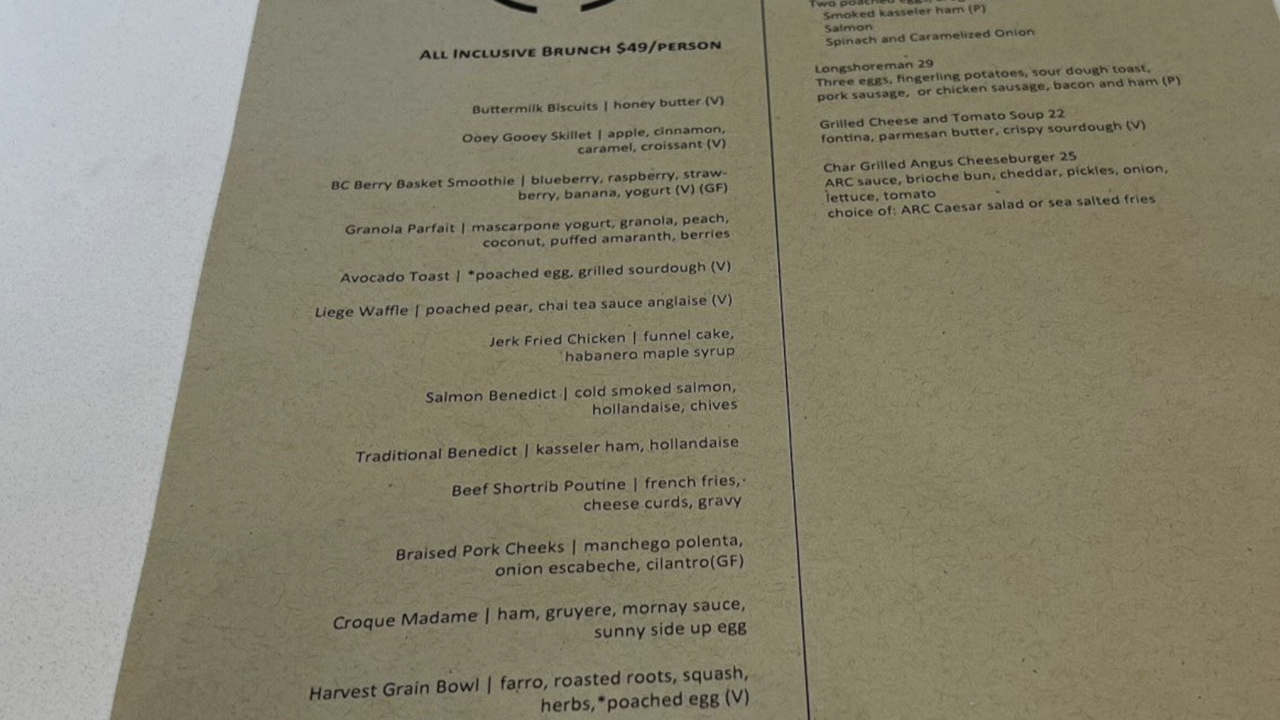 ALL INCLUSIVE BRUNCH $49/PERSON
Buttermilk Biscuits | honey butter (V)
Ooey Gooey Skillet | apple, cinnamon,
caramel, croissant (V)
BC Berry Basket Smoothie | blueberry, raspberry, straw-
berry, banana, yogurt (V) (GF)
Granola Parfait | mascarpone yogurt, granola, peach,
coconut, puffed amaranth, berries
Avocado Toast | *poached egg, grilled sourdough (V)
Liege Waffle | poached pear, chai tea sauce anglaise (V)
Jerk Fried Chicken | funnel cake,
habanero maple syrup
Salmon Benedict | cold smoked salmon,
hollandaise, chives
Traditional Benedict | kasseler ham, hollandaise
Beef Shortrib Poutine | french fries,
cheese curds, gravy
Braised Pork Cheeks | manchego polenta,
onion escabeche, cilantro(GF)
Croque Madame | ham, gruyere, mornay sauce,
sunny side up egg
Harvest Grain Bowl | farro, roasted roots, squash,
herbs,*poached egg (V)
Two poached eggs,
Smoked kasseler ham (P)
Salmon
Spinach and Caramelized Onion
Longshoreman 29
Three eggs, fingerling potatoes, sour dough toast,
pork sausage, or chicken sausage, bacon and ham (P)
Grilled Cheese and Tomato Soup 22
fontina, parmesan butter, crispy sourdough (V)
Char Grilled Angus Cheeseburger 25
ARC sauce, brioche bun, cheddar, pickles, onion,
lettuce, tomato
choice of: ARC Caesar salad or sea salted fries